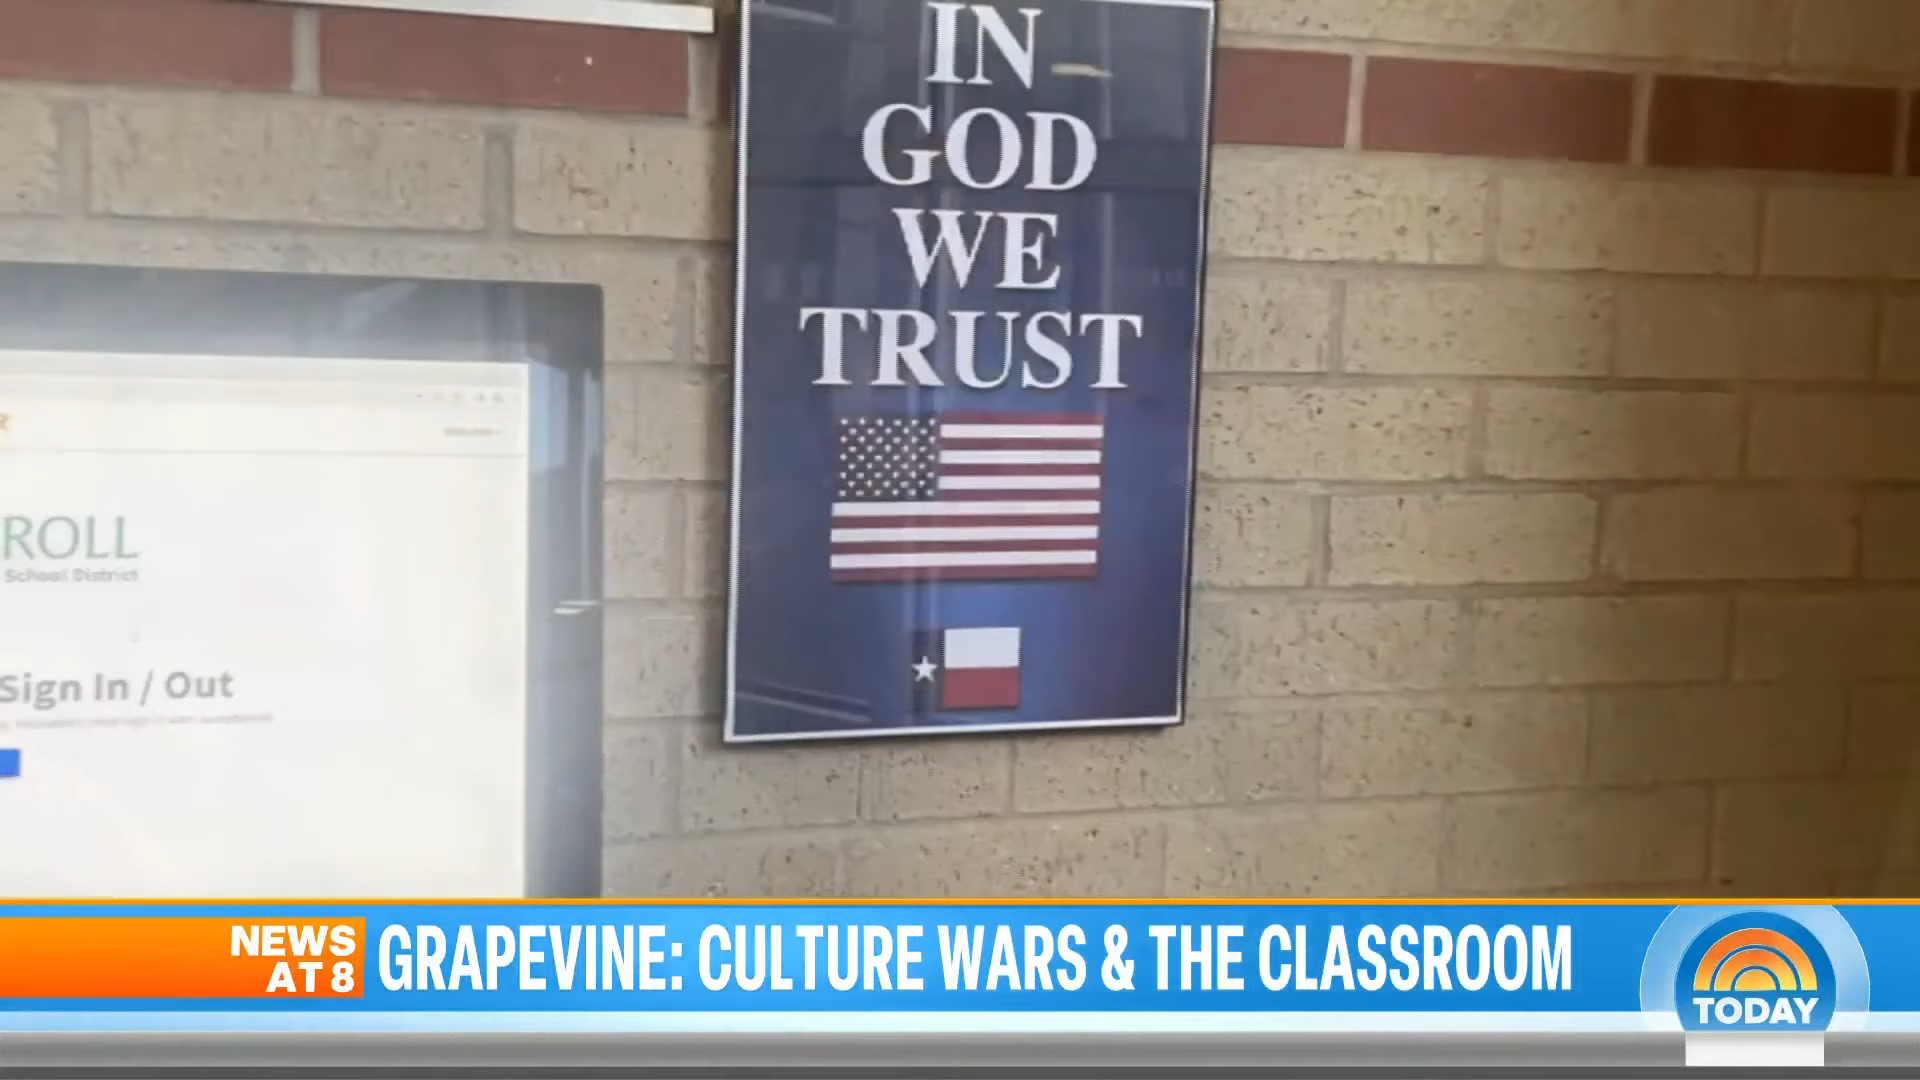 IN
GOD
WE
TRUST
ROLL
School District
Sign In / Out
NEWS
AT 8
GRAPEVINE: CULTURE WARS & THE CLASSROOM
TODAY